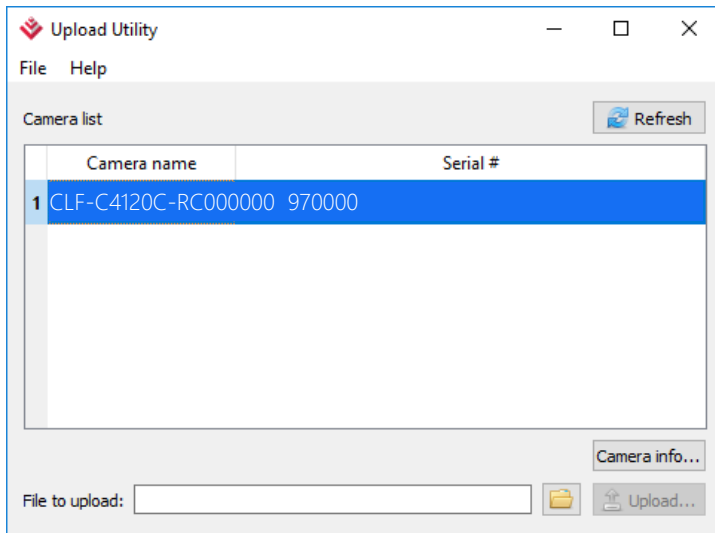 Upload Utility
File Help
Camera list Refresh
Camera name Serial #
1 CLF-C4120C-RC000000 970000
Camera info...
File to upload: Upload...